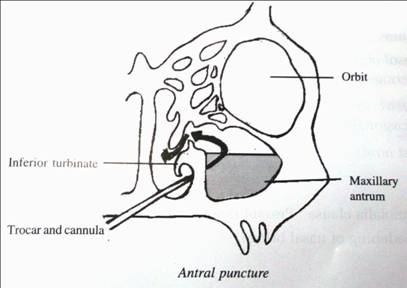 Orbit
Inferior turbinate
Maxillary
antrum
Trocar and cannula
Antral puncture